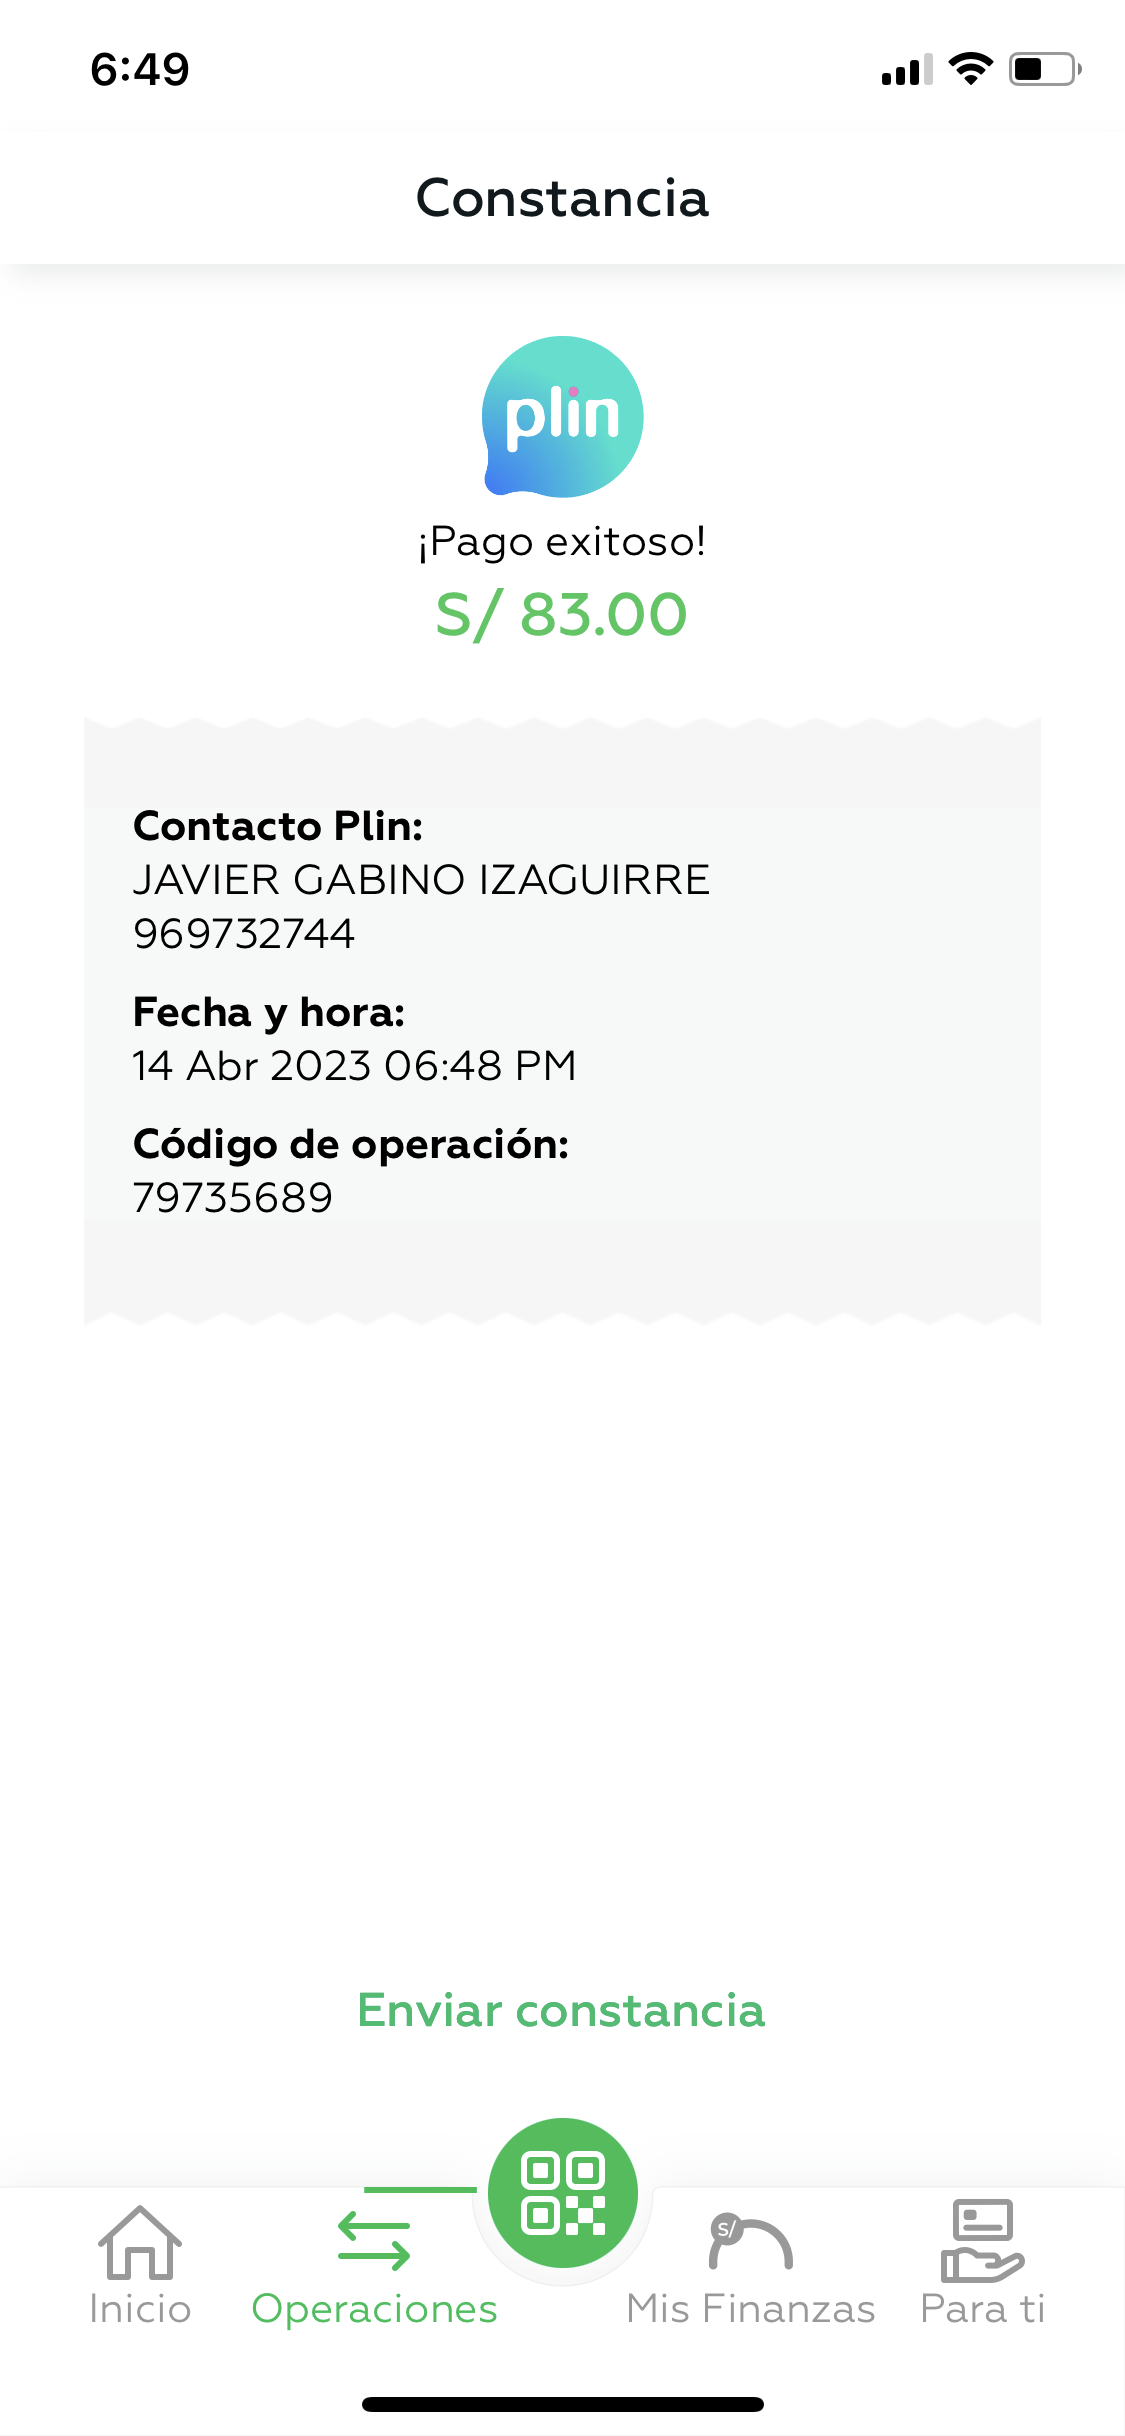 6:49
Constancia
plin
¡Pago exitoso!
S/ 83.00
Contacto Plin:
JAVIER GABINO IZAGUIRRE
969732744
Fecha y hora:
14 Abr 2023 06:48 PM
Código de operación:
79735689
Enviar constancia
S/
Inicio
Operaciones
Mis Finanzas
Para ti